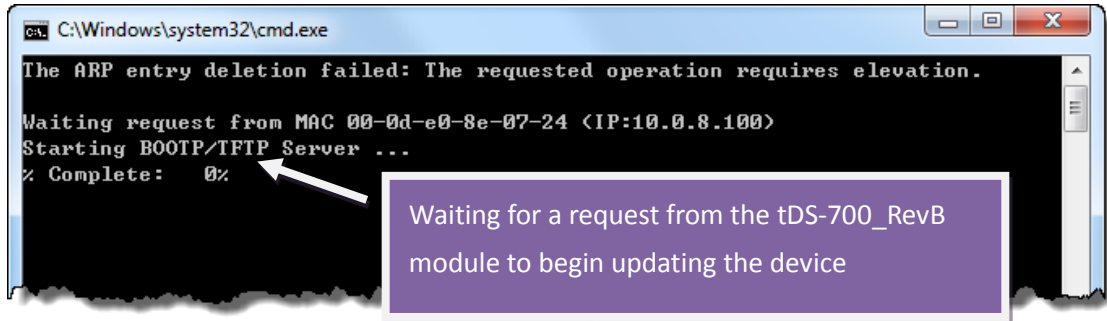 C:\Windows\system32\cmd.exe
The ARP entry deletion failed: The requested operation requires elevation.
Waiting request from MAC 00-0d-e0-8e-07-24 (IP:10.0.8.100)
Starting BOOTP/TFTP Server ...
% Complete:   0%
Waiting for a request from the tDS-700_RevB
module to begin updating the device